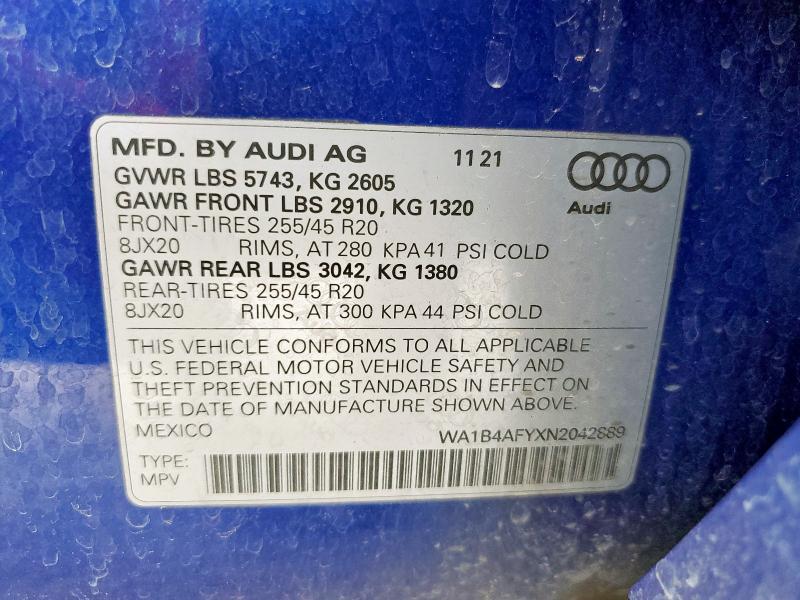 MFD. BY AUDI AG 11 21
GVWR LBS 5743, KG 2605
GAWR FRONT LBS 2910, KG 1320
Audi
FRONT-TIRES 255/45 R20
8JX20 RIMS, AT 280 KPA 41 PSI COLD
GAWR REAR LBS 3042, KG 1380
REAR-TIRES 255/45 R20
8JX20 RIMS, AT 300 KPA 44 PSI COLD
THIS VEHICLE CONFORMS TO ALL APPLICABLE
U.S. FEDERAL MOTOR VEHICLE SAFETY AND
THEFT PREVENTION STANDARDS IN EFFECT ON
THE DATE OF MANUFACTURE SHOWN ABOVE.
MEXICO WA1B4AFYXN2042889
TYPE:
MPV